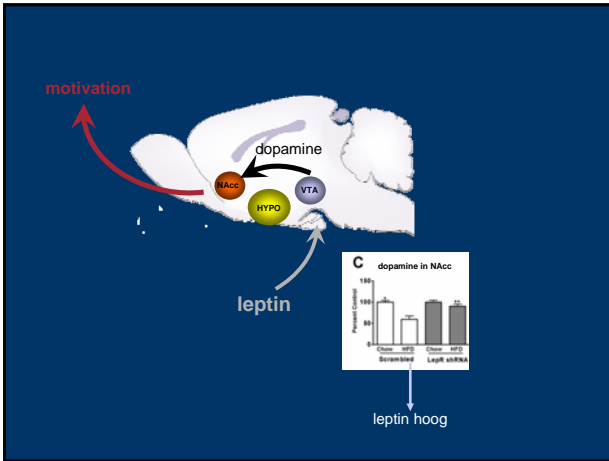 motivation
dopamine
NAcc
VTA
HYPO
leptin
C dopamine in NAcc
Percent Control
150
100
50
0
Chow HFD Chow HFD
Scrambled LepR shRNA
leptin hoog